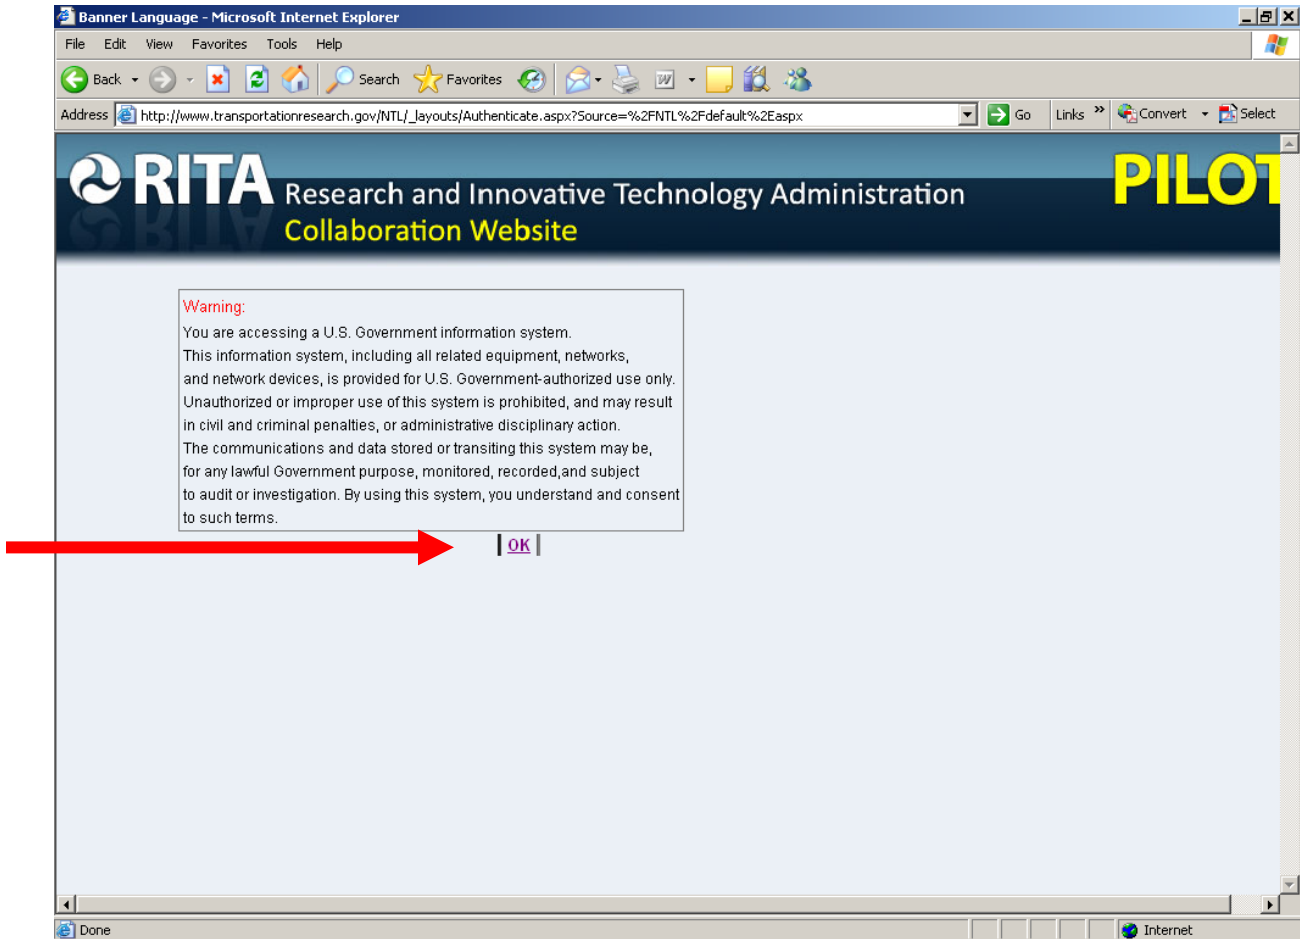 Banner Language - Microsoft Internet Explorer
File Edit View Favorites Tools Help
Back Search Favorites
Address http://www.transportationresearch.gov/NTL/_layouts/Authenticate.aspx?Source=%2FNTL%2Fdefault%2Easpx Go Links » Convert Select
RITA Research and Innovative Technology Administration PILOT
Collaboration Website
Warning:
You are accessing a U.S. Government information system.
This information system, including all related equipment, networks,
and network devices, is provided for U.S. Government-authorized use only.
Unauthorized or improper use of this system is prohibited, and may result
in civil and criminal penalties, or administrative disciplinary action.
The communications and data stored or transiting this system may be,
for any lawful Government purpose, monitored, recorded,and subject
to audit or investigation. By using this system, you understand and consent
to such terms.
OK
Done Internet